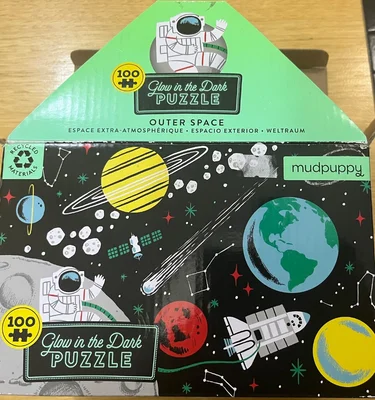 100
Glow in the Dark
PUZZLE
OUTER SPACE
ESPACE EXTRA-ATMOSPHÉRIQUE • ESPACIO EXTERIOR • WELTRAUM
RECYCLED
MATERIALS
mudpuppy
100
Glow in the Dark
PUZZLE